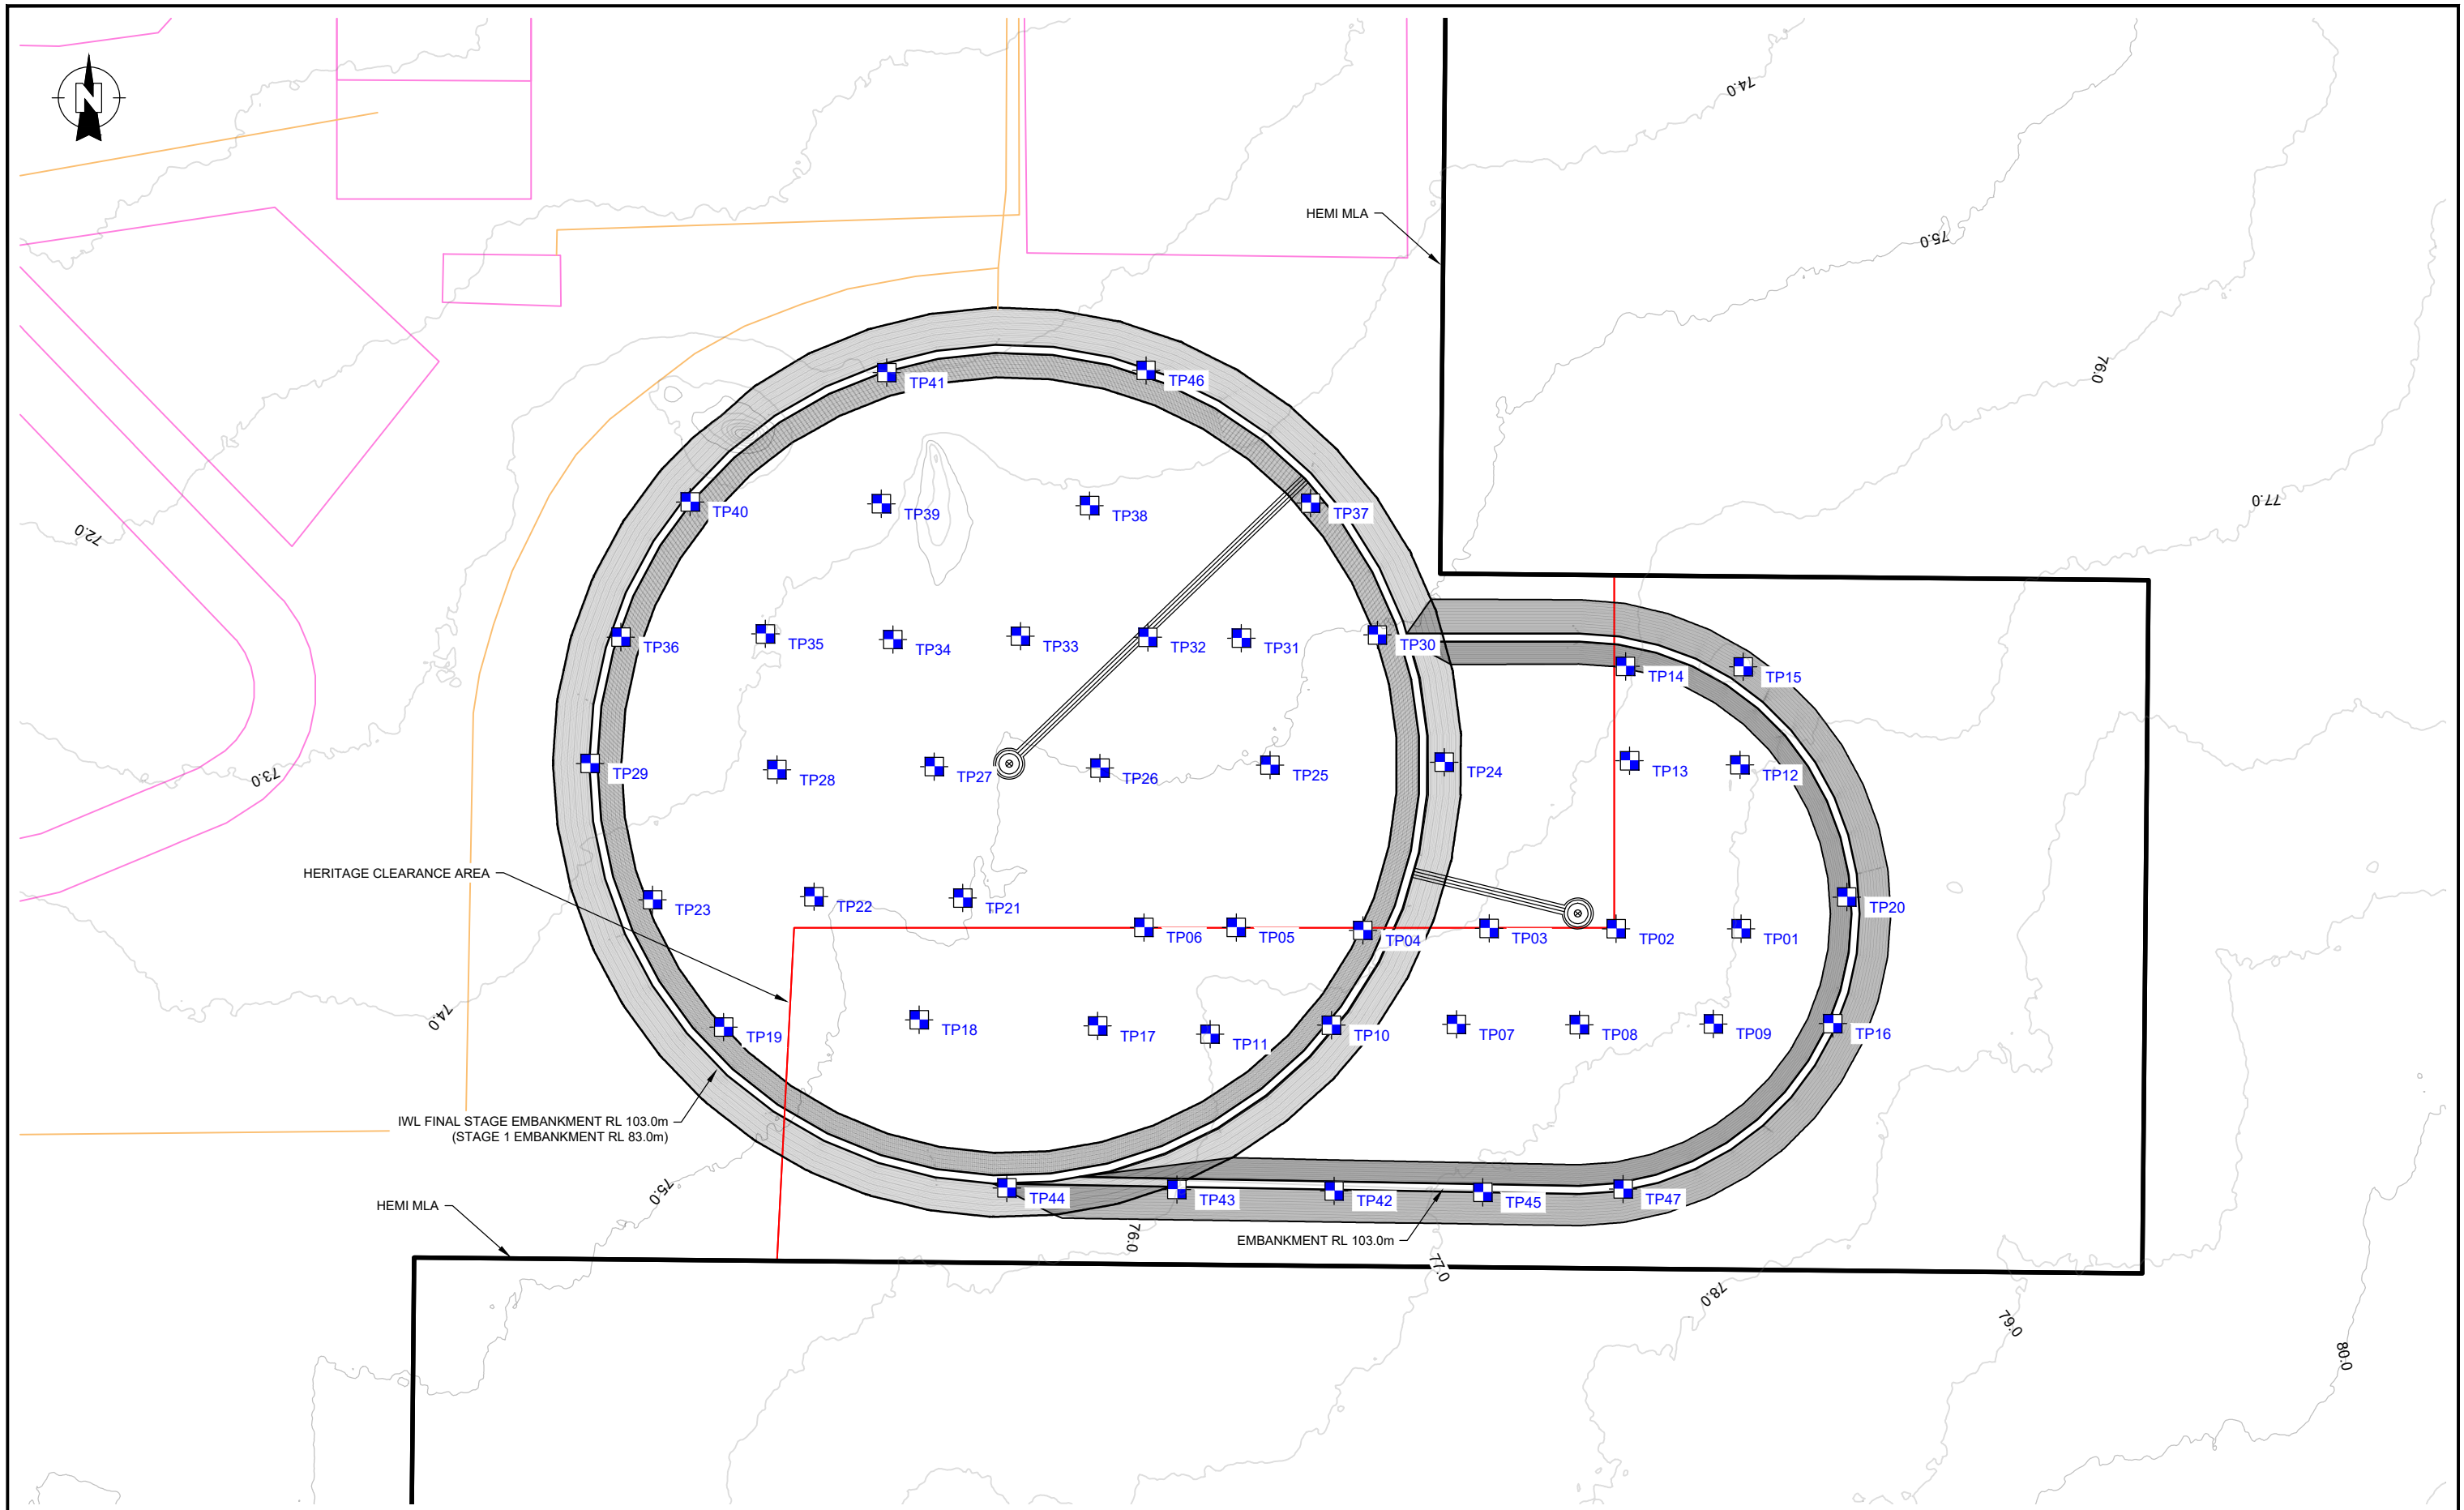 N
74.0
HEMI MLA
75.0
76.0
TP41
TP46
77.0
TP40
TP39
TP38
TP37
72.0
TP36
TP35
TP34
TP33
TP32
TP31
TP30
TP14
TP15
TP29
TP28
TP27
TP26
TP25
TP24
TP13
TP12
73.0
HERITAGE CLEARANCE AREA
TP23
TP22
TP21
TP06
TP05
TP04
TP03
TP02
TP01
TP20
74.0
TP19
TP18
TP17
TP11
TP10
TP07
TP08
TP09
TP16
IWL FINAL STAGE EMBANKMENT RL 103.0m
(STAGE 1 EMBANKMENT RL 83.0m)
75.0
TP44
TP43
TP42
TP45
TP47
HEMI MLA
76.0
EMBANKMENT RL 103.0m
77.0
78.0
79.0
80.0